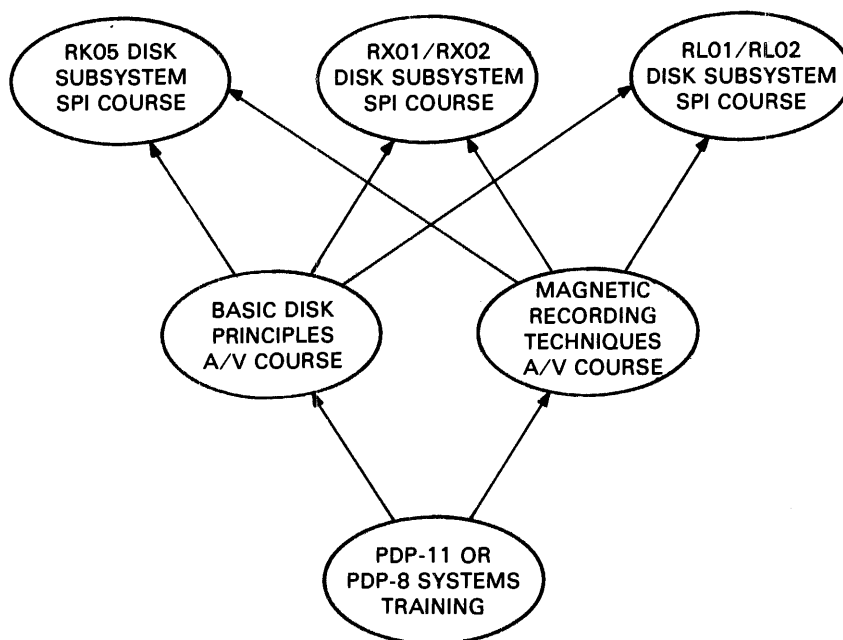 RK05 DISK
SUBSYSTEM
SPI COURSE
RX01/RX02
DISK SUBSYSTEM
SPI COURSE
RL01/RL02
DISK SUBSYSTEM
SPI COURSE
BASIC DISK
PRINCIPLES
A/V COURSE
MAGNETIC
RECORDING
TECHNIQUES
A/V COURSE
PDP-11 OR
PDP-8 SYSTEMS
TRAINING